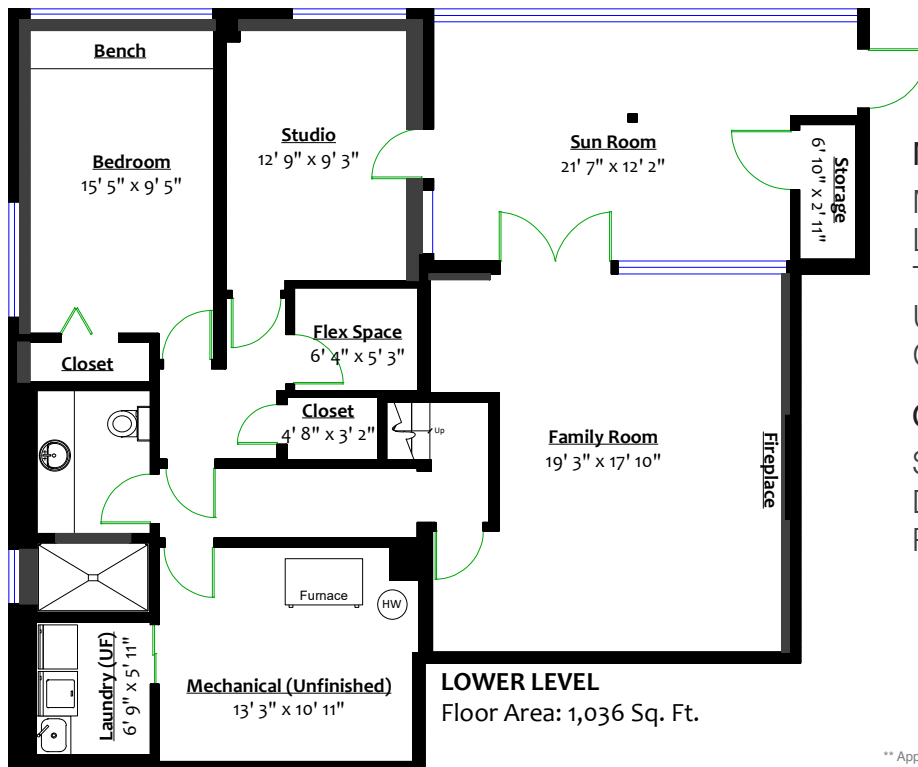 Bench
Bedroom
15' 5" x 9' 5"
Studio
12' 9" x 9' 3"
Sun Room
21' 7" x 12' 2"
Storage
6' 10" x 2' 11"
Flex Space
6' 4" x 5' 3"
Closet
Closet
4' 8" x 3' 2"
Up
Family Room
19' 3" x 17' 10"
Fireplace
Furnace
HW
Laundry (UF)
6' 9" x 5' 11"
Mechanical (Unfinished)
13' 3" x 10' 11"
LOWER LEVEL
Floor Area: 1,036 Sq. Ft.
** App